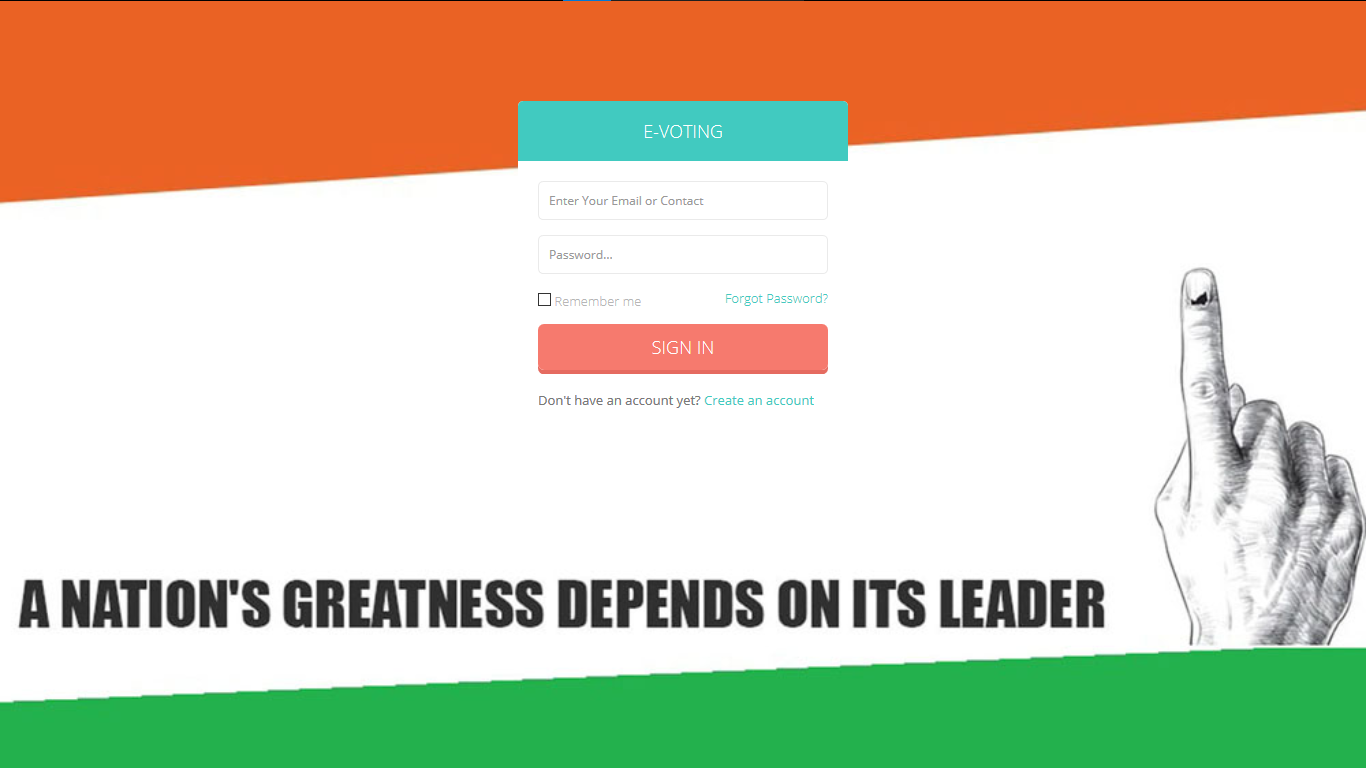 E-VOTING
Enter Your Email or Contact
Password...
Remember me
Forgot Password?
SIGN IN
Don't have an account yet? Create an account
A NATION'S GREATNESS DEPENDS ON ITS LEADER